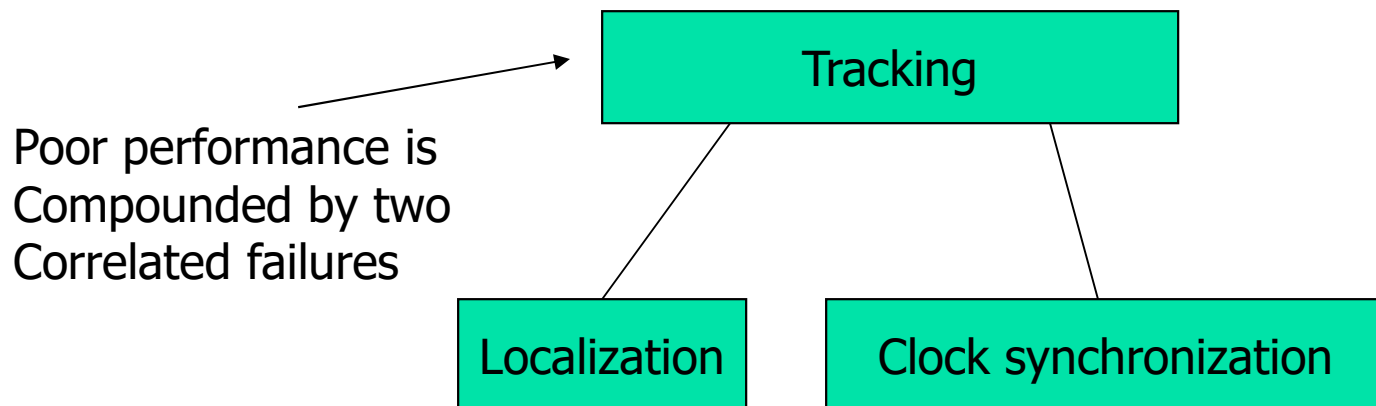 Tracking
Poor performance is
Compounded by two
Correlated failures
Localization
Clock synchronization